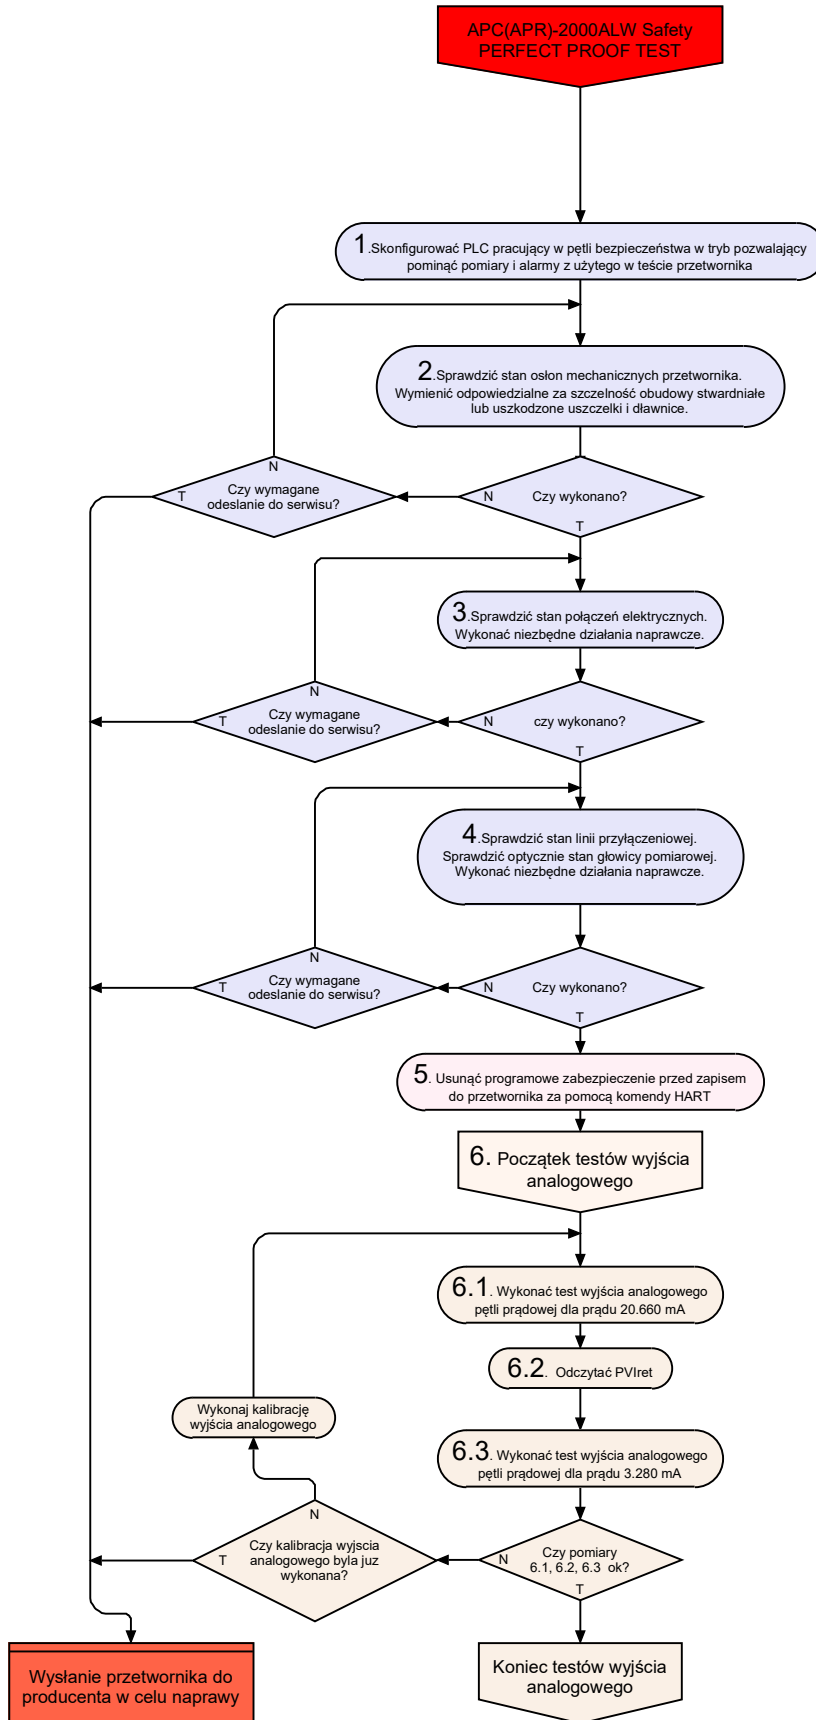 APC(APR)-2000ALW Safety
PERFECT PROOF TEST
1.Skonfigurować PLC pracujący w pętli bezpieczeństwa w tryb pozwalający
pominąć pomiary i alarmy z użytego w teście przetwornika
2.Sprawdzić stan osłon mechanicznych przetwornika.
Wymienić odpowiedzialne za szczelność obudowy stwardniałe
lub uszkodzone uszczelki i dławnice.
N
T
Czy wymagane
odeslanie do serwisu?
N
Czy wykonano?
T
3.Sprawdzić stan połączeń elektrycznych.
Wykonać niezbędne działania naprawcze.
N
T
Czy wymagane
odeslanie do serwisu?
N
czy wykonano?
T
4.Sprawdzić stan linii przyłączeniowej.
Sprawdzić optycznie stan głowicy pomiarowej.
Wykonać niezbędne działania naprawcze.
N
T
Czy wymagane
odeslanie do serwisu?
N
Czy wykonano?
T
5. Usunąć programowe zabezpieczenie przed zapisem
do przetwornika za pomocą komendy HART
6. Początek testów wyjścia
analogowego
6.1. Wykonać test wyjścia analogowego
pętli prądowej dla prądu 20.660 mA
6.2. Odczytać PVIret
Wykonaj kalibrację
wyjścia analogowego
6.3. Wykonać test wyjścia analogowego
pętli prądowej dla prądu 3.280 mA
N
T
Czy kalibracja wyjscia
analogowego byla juz
wykonana?
N
Czy pomiary
6.1, 6.2, 6.3 ok?
T
Wysłanie przetwornika do
producenta w celu naprawy
Koniec testów wyjścia
analogowego